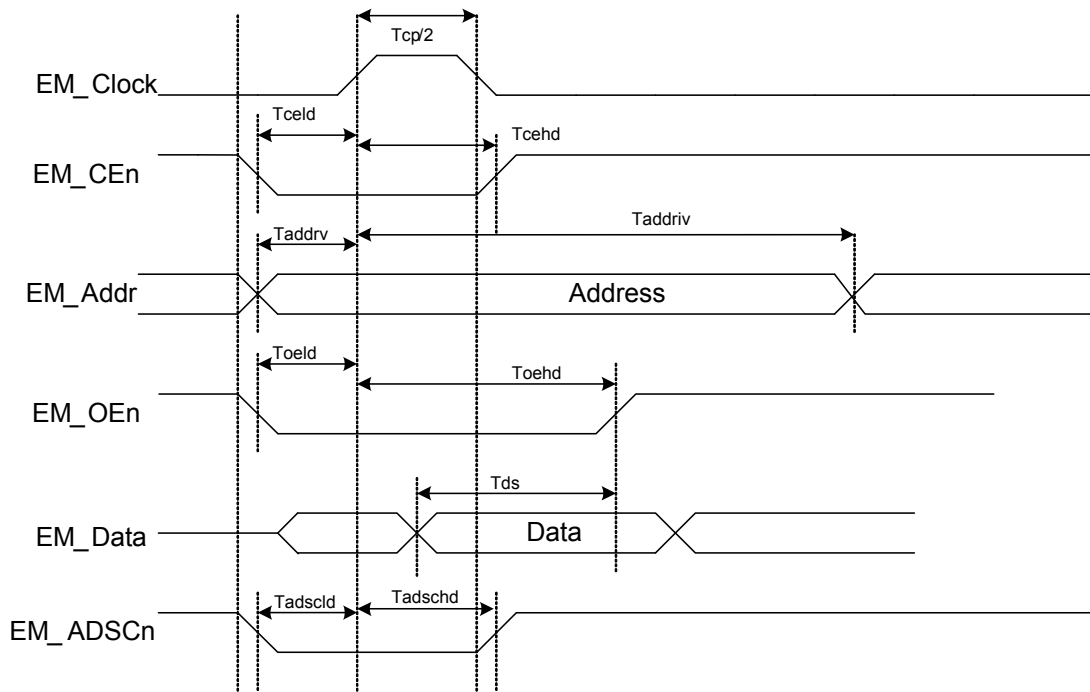 Tcp/2
EM_Clock
Tceld
Tcehd
EM_CEn
Taddrv
Taddriv
EM_Addr
Address
Toeld
Toehd
EM_OEn
Tds
EM_Data
Data
Tadscld
Tadschd
EM_ADSCn